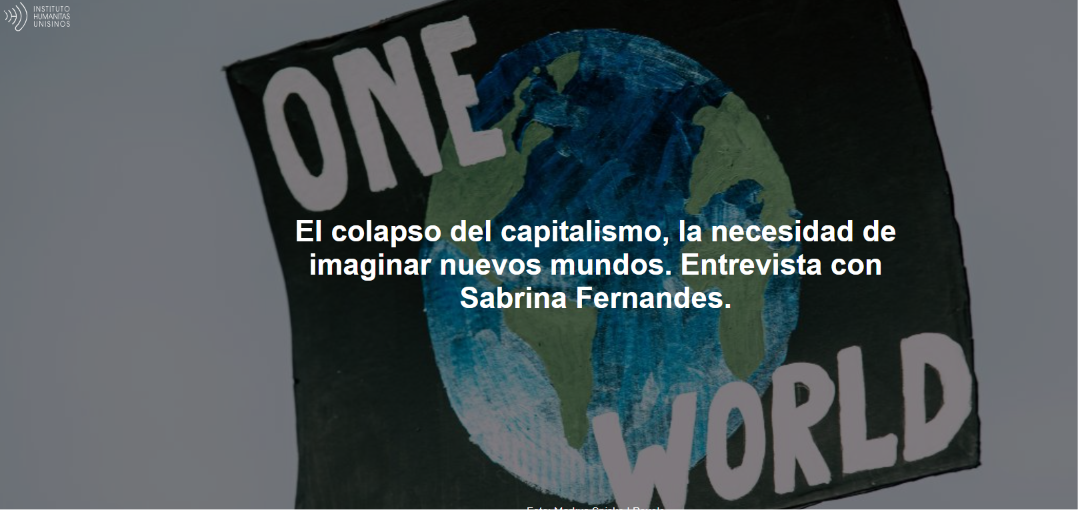 INSTITUTO
HUMANITAS
UNISINOS
ONE
El colapso del capitalismo, la necesidad de
imaginar nuevos mundos. Entrevista con
Sabrina Fernandes.
WORLD